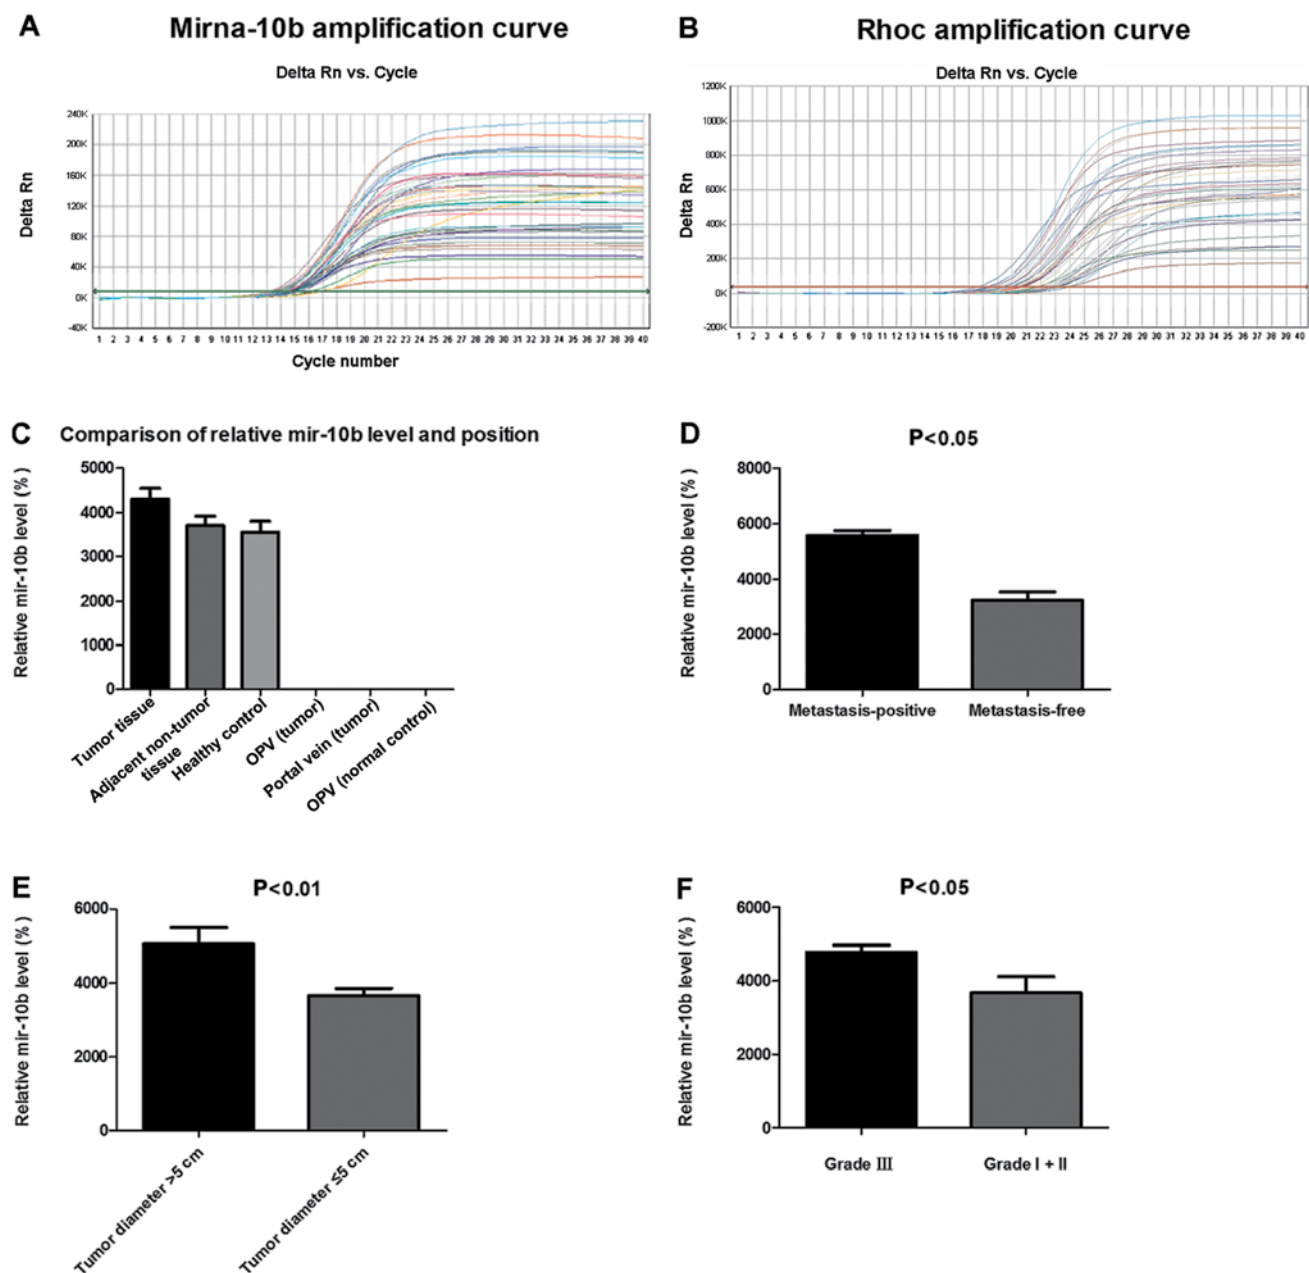 A
Mirna-10b amplification curve
Delta Rn vs. Cycle
Delta Rn
240K
200K
160K
120K
80K
40K
0K
-40K
1 2 3 4 5 6 7 8 9 10 11 12 13 14 15 16 17 18 19 20 21 22 23 24 25 26 27 28 29 30 31 32 33 34 35 36 37 38 39 40
Cycle number
B
Rhoc amplification curve
Delta Rn vs. Cycle
Delta Rn
1200K
1000K
800K
600K
400K
200K
0K
-200K
1 2 3 4 5 6 7 8 9 10 11 12 13 14 15 16 17 18 19 20 21 22 23 24 25 26 27 28 29 30 31 32 33 34 35 36 37 38 39 40
C
Comparison of relative mir-10b level and position
Relative mir-10b level (%)
5000
4000
3000
2000
1000
0
Tumor tissue
Adjacent non-tumor
tissue
Healthy control
OPV (tumor)
Portal vein (tumor)
OPV (normal control)
D
P<0.05
Relative mir-10b level (%)
8000
6000
4000
2000
0
Metastasis-positive
Metastasis-free
E
P<0.01
Relative mir-10b level (%)
6000
4000
2000
0
Tumor diameter >5 cm
Tumor diameter ≤5 cm
F
P<0.05
Relative mir-10b level (%)
6000
4000
2000
0
Grade III
Grade I + II